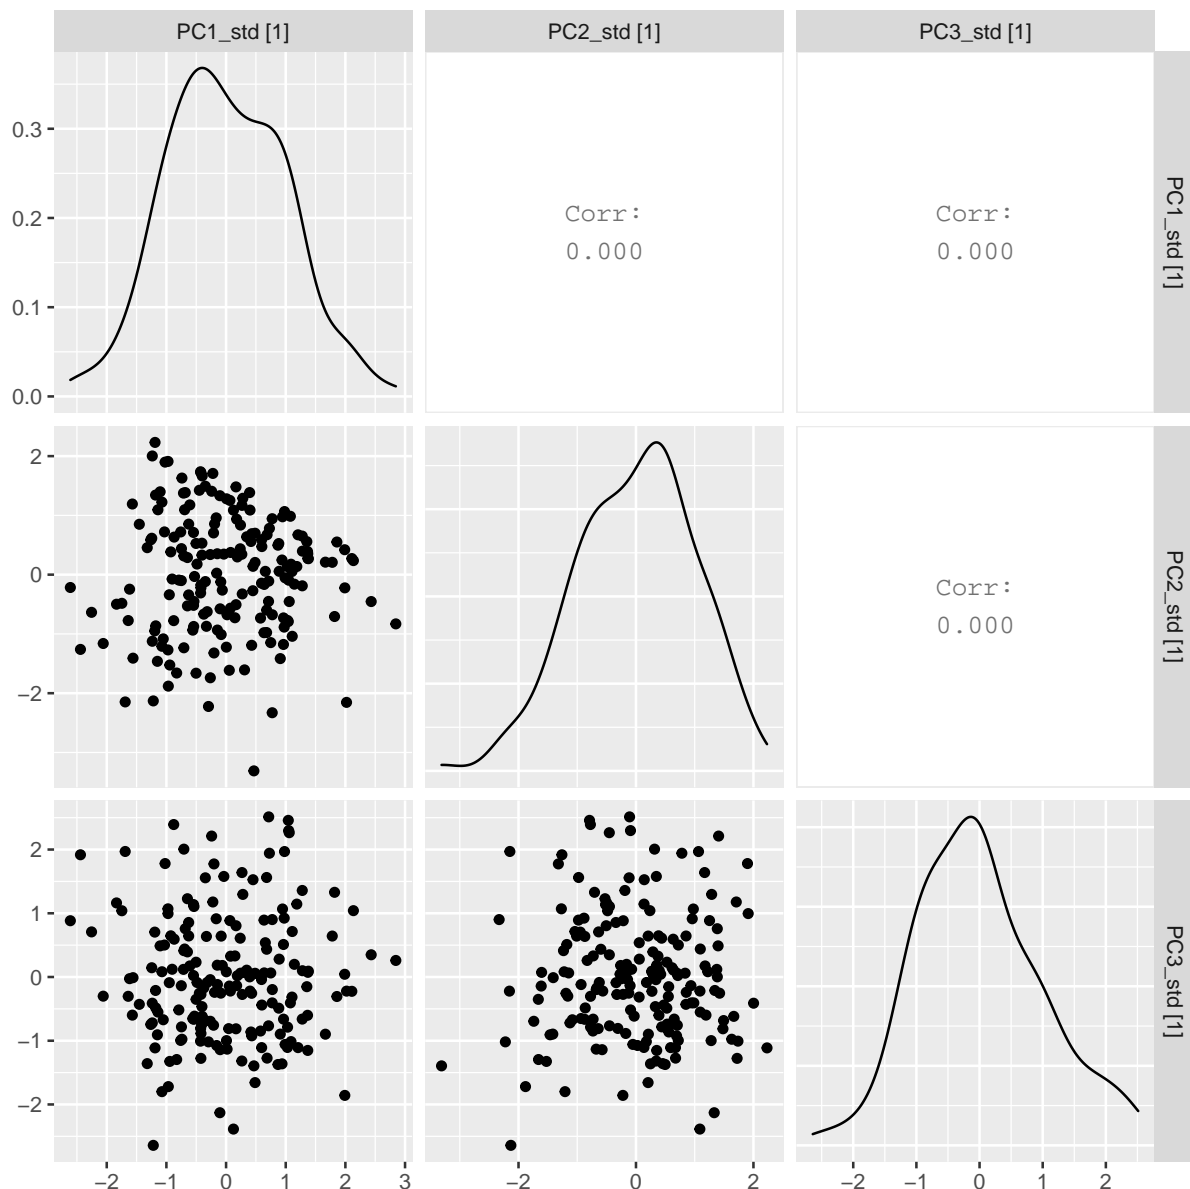 PC1_std [1] PC2_std [1] PC3_std [1]
0.3
0.2
0.1
0.0
Corr:
0.000
Corr:
0.000
PC1_std [1]
2
0
−2
Corr:
0.000
PC2_std [1]
2
1
0
−1
−2
PC3_std [1]
−2 −1 0 1 2 3 −2 0 2 −2 −1 0 1 2